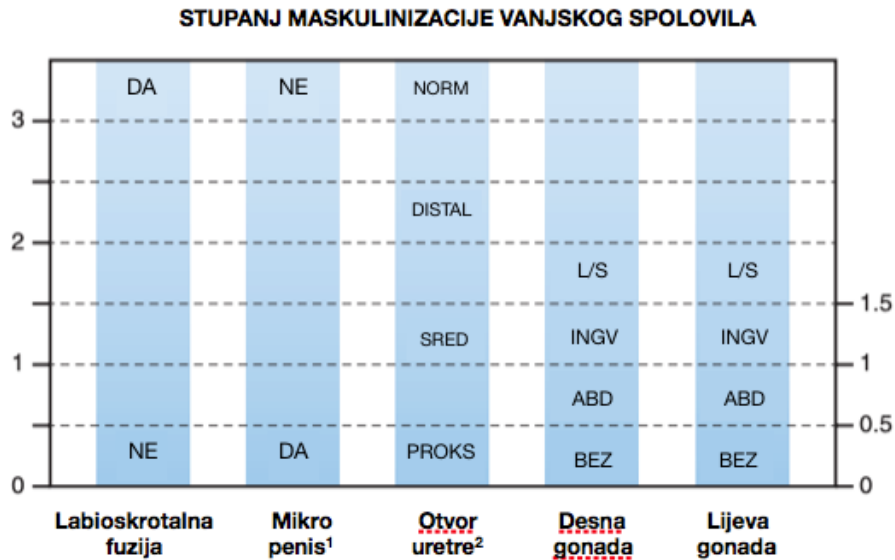 STUPANJ MASKULINIZACIJE VANJSKOG SPOLOVILA
DA NE NORM
3
DISTAL
2
L/S L/S
1.5
SRED INGV INGV
1 1
ABD ABD
0.5
NE DA PROKS BEZ BEZ
0 0
Labioskrotalna fuzija
Mikro penis¹
Otvor uretre²
Desna gonada
Lijeva gonada